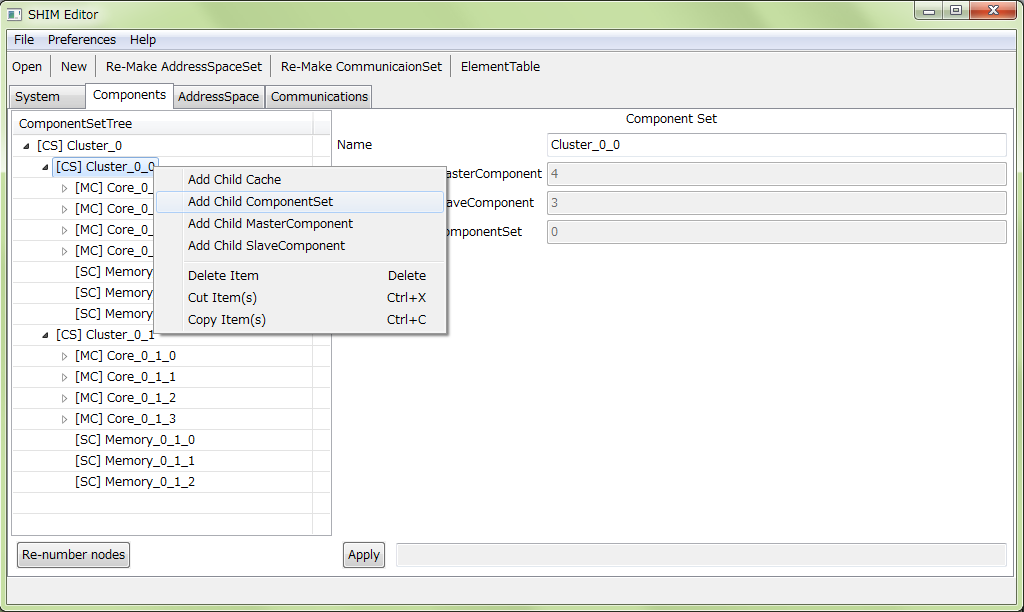 SHIM Editor
File Preferences Help
Open New Re-Make AddressSpaceSet Re-Make CommunicaionSet ElementTable
System Components AddressSpace Communications
ComponentSetTree
Component Set
[CS] Cluster_0
Name Cluster_0_0
[CS] Cluster_0_0
asterComponent 4
aveComponent 3
omponentSet 0
[MC] Core_0_
[MC] Core_0_
[MC] Core_0_
[MC] Core_0_
[SC] Memory
[SC] Memory
[SC] Memory
Add Child Cache
Add Child ComponentSet
Add Child MasterComponent
Add Child SlaveComponent
Delete Item Delete
Cut Item(s) Ctrl+X
Copy Item(s) Ctrl+C
[CS] Cluster_0_1
[MC] Core_0_1_0
[MC] Core_0_1_1
[MC] Core_0_1_2
[MC] Core_0_1_3
[SC] Memory_0_1_0
[SC] Memory_0_1_1
[SC] Memory_0_1_2
Re-number nodes Apply